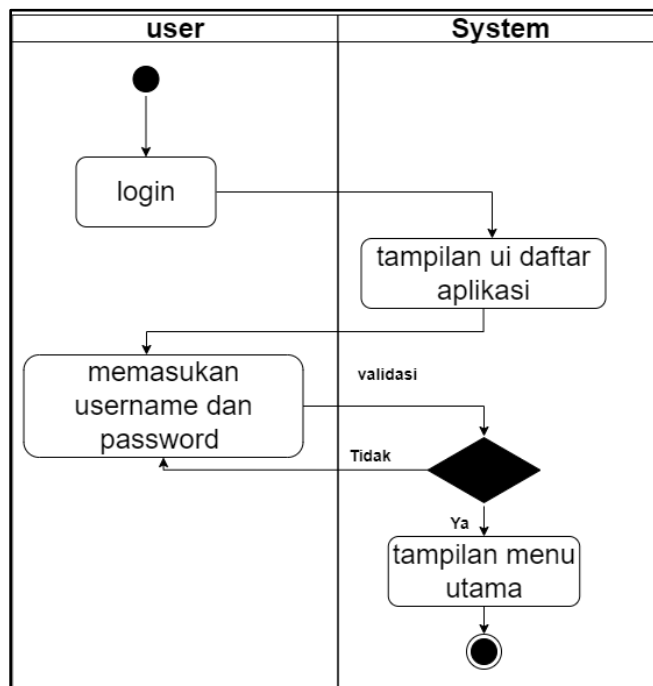 user
System
login
tampilan ui daftar
aplikasi
memasukan
username dan
password
validasi
Tidak
Ya
tampilan menu
utama